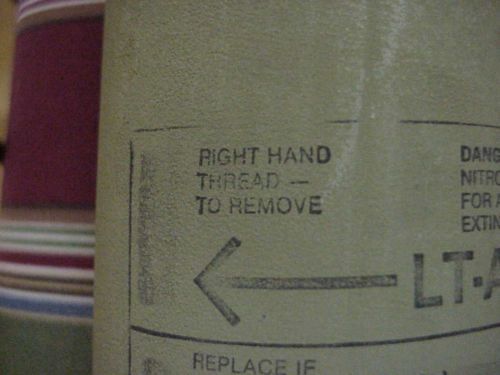 RIGHT HAND
THREAD —
TO REMOVE
DANG
NITRO
FOR A
EXTIN
LT-A
REPLACE IF